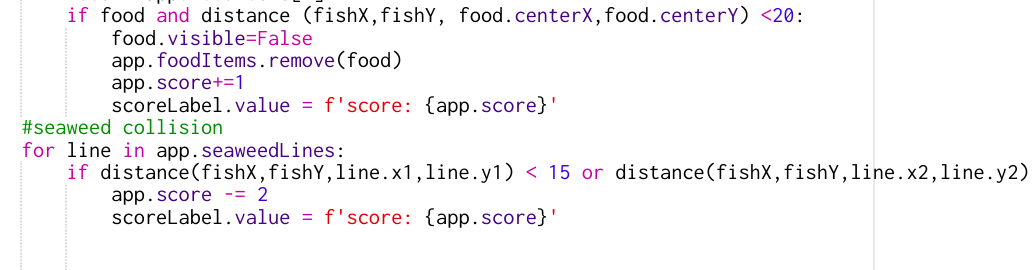 if food and distance (fishX,fishY, food.centerX,food.centerY) <20:
food.visible=False
app.foodItems.remove(food)
app.score+=1
scoreLabel.value = f'score: {app.score}'
#seaweed collision
for line in app.seaweedLines:
if distance(fishX,fishY,line.x1,line.y1) < 15 or distance(fishX,fishY,line.x2,line.y2)
app.score -= 2
scoreLabel.value = f'score: {app.score}'